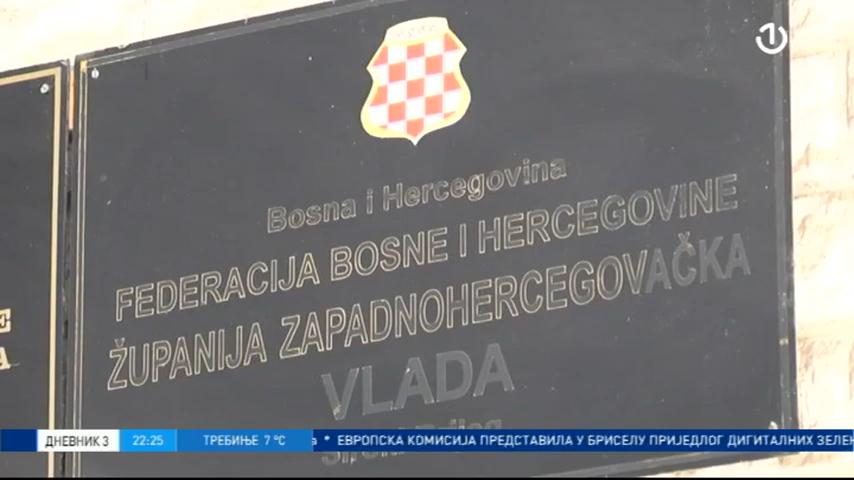 Bosna i Hercegovina
FEDERACIJA BOSNE I HERCEGOVINE
ŽUPANIJA ZAPADNOHERCEGOVAČKA
VLADA
ДНЕВНИК 3
22:25
ТРЕБИЊЕ 7 °C
* ЕВРОПСКА КОМИСИЈА ПРЕДСТАВИЛА У БРИСЕЛУ ПРИЈЕДЛОГ ДИГИТАЛНИХ ЗЕЛЕН